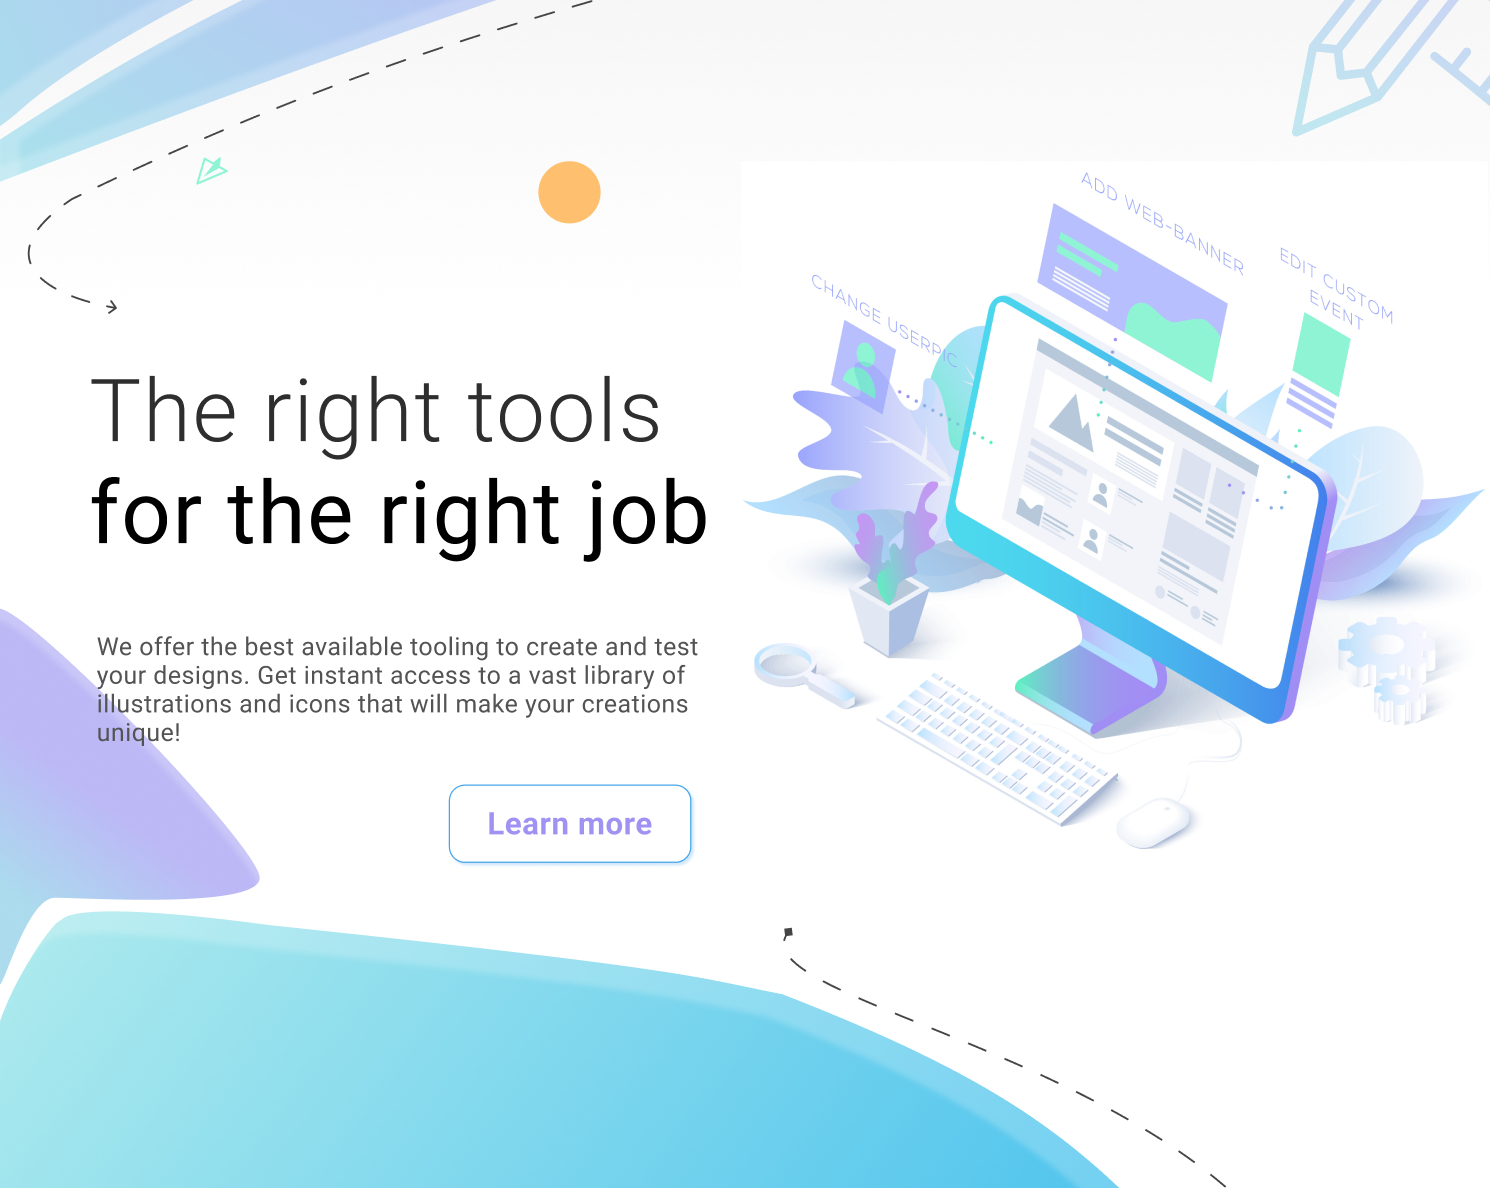 The right tools
for the right job
We offer the best available tooling to create and test
your designs. Get instant access to a vast library of
illustrations and icons that will make your creations
unique!
Learn more
CHANGE USERPIC
ADD WEB-BANNER
EDIT CUSTOM
EVENT